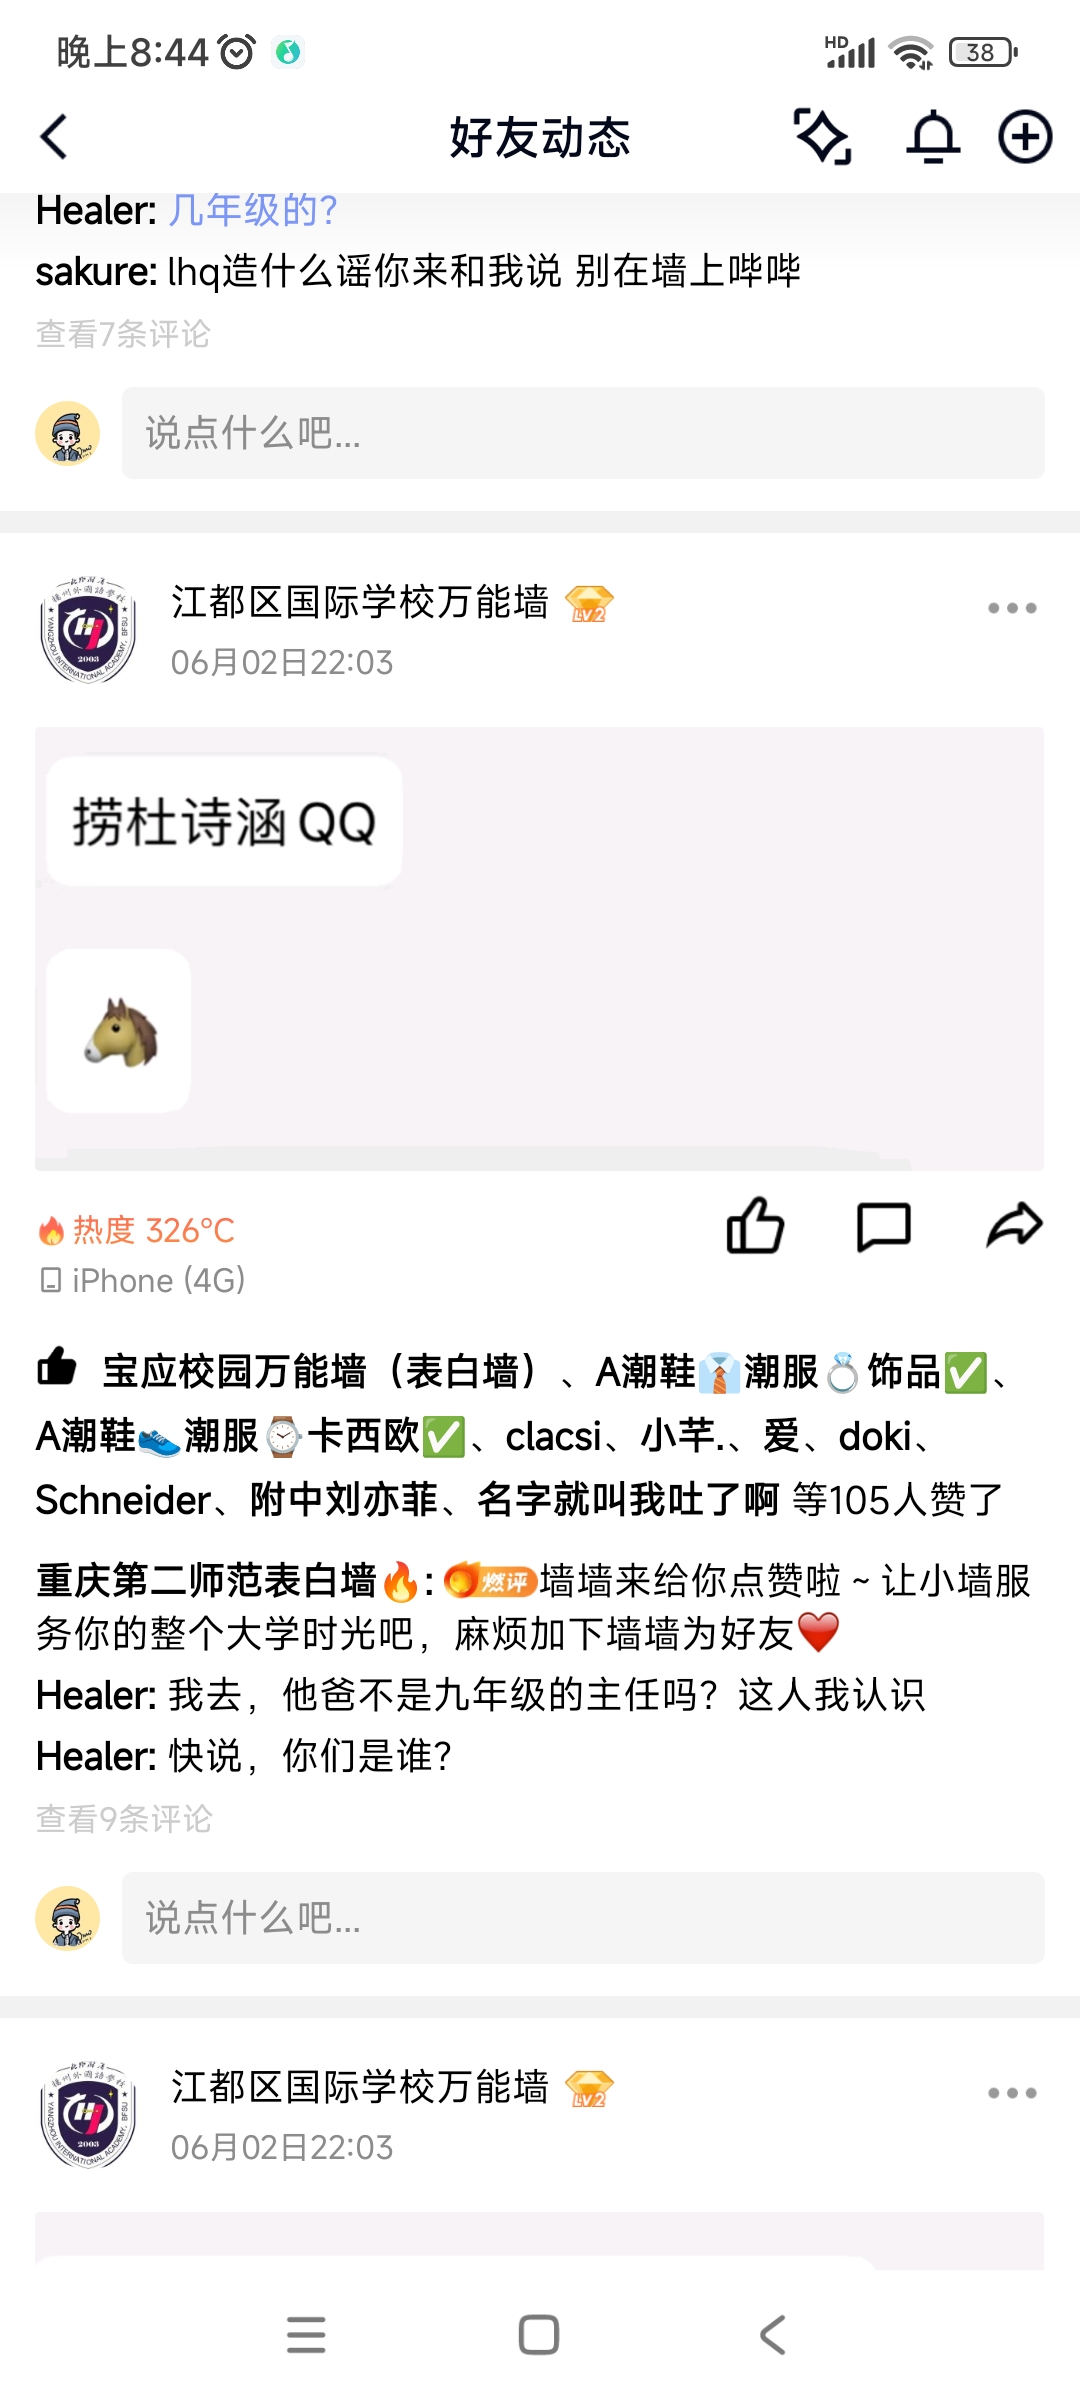 晚上8:44
HD
38
好友动态
Healer: 几年级的?
sakure: lhq造什么谣你来和我说 别在墙上哔哔
查看7条评论
说点什么吧...
江都区国际学校万能墙 LV2
06月02日22:03
捞杜诗涵QQ
热度 326°C
iPhone (4G)
宝应校园万能墙（表白墙）、A潮鞋👔潮服💍饰品✅、
A潮鞋👟潮服⌚卡西欧✅、clacsi、小芊.、爱、doki、
Schneider、附中刘亦菲、名字就叫我吐了啊 等105人赞了
重庆第二师范表白墙🔥: 燃评 墙墙来给你点赞啦 ~ 让小墙服
务你的整个大学时光吧，麻烦加下墙墙为好友❤️
Healer: 我去，他爸不是九年级的主任吗？这人我认识
Healer: 快说，你们是谁?
查看9条评论
说点什么吧...
江都区国际学校万能墙 LV2
06月02日22:03